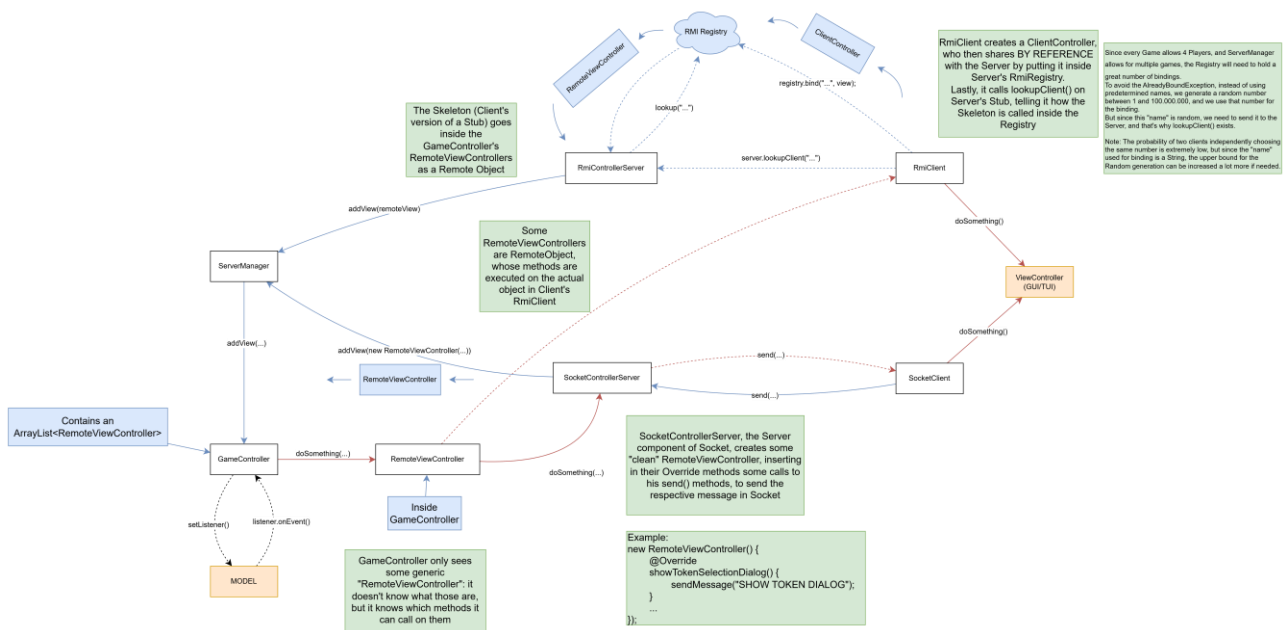 RMI Registry
ClientController
RemoteViewController
lookup("...")
registry.bind("...", view);
RmiClient creates a ClientController,
who then shares BY REFERENCE
with the Server by putting it inside
Server's RmiRegistry.
Lastly, it calls lookupClient() on
Server's Stub, telling it how the
Skeleton is called inside the
Registry
Since every Game allows 4 Players, and ServerManager
allows for multiple games, the Registry will need to hold a
great number of bindings.
To avoid the AlreadyBoundException, instead of using
predetermined names, we generate a random number
between 1 and 100.000.000, and we use that number for
the binding.
But since this "name" is random, we need to send it to the
Server, and that's why lookupClient() exists.
Note: The probability of two clients independently choosing
the same number is extremely low, but since the "name"
used for binding is a String, the upper bound for the
Random generation can be increased a lot more if needed.
The Skeleton (Client's
version of a Stub) goes
inside the
GameController's
RemoteViewControllers
as a Remote Object
RmiControllerServer
server.lookupClient("...")
RmiClient
addView(remoteView)
doSomething()
Some
RemoteViewControllers
are RemoteObject,
whose methods are
executed on the actual
object in Client's
RmiClient
ServerManager
ViewController
(GUI/TUI)
addView(...)
addView(new RemoteViewController(...))
doSomething()
send(...)
RemoteViewController
SocketControllerServer
SocketClient
send(...)
Contains an
ArrayList<RemoteViewController>
GameController
doSomething(...)
RemoteViewController
doSomething(...)
SocketControllerServer, the Server
component of Socket, creates some
"clean" RemoteViewController, inserting
in their Override methods some calls to
his send() methods, to send the
respective message in Socket
Inside
GameController
setListener()
listener.onEvent()
MODEL
GameController only sees
some generic
"RemoteViewController": it
doesn't know what those are,
but it knows which methods it
can call on them
Example:
new RemoteViewController() {
@Override
showTokenSelectionDialog() {
sendMessage("SHOW TOKEN DIALOG");
}
...
});